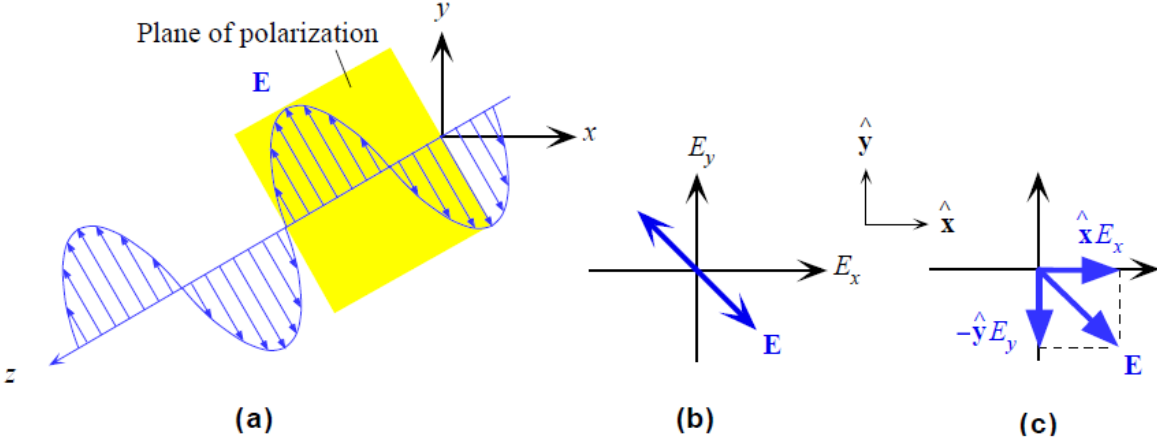 Plane of polarization
E
y
x
z
(a)
E_y
E_x
E
(b)
ŷ
x̂
x̂E_x
−ŷE_y
E
(c)